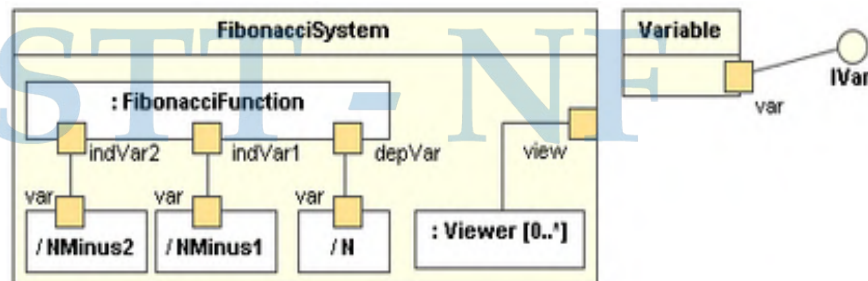 FibonacciSystem
Variable
STT - NF
: FibonacciFunction
IVar
var
indVar2
indVar1
depVar
view
var
var
var
/ NMinus2
/ NMinus1
/ N
: Viewer [0..*]